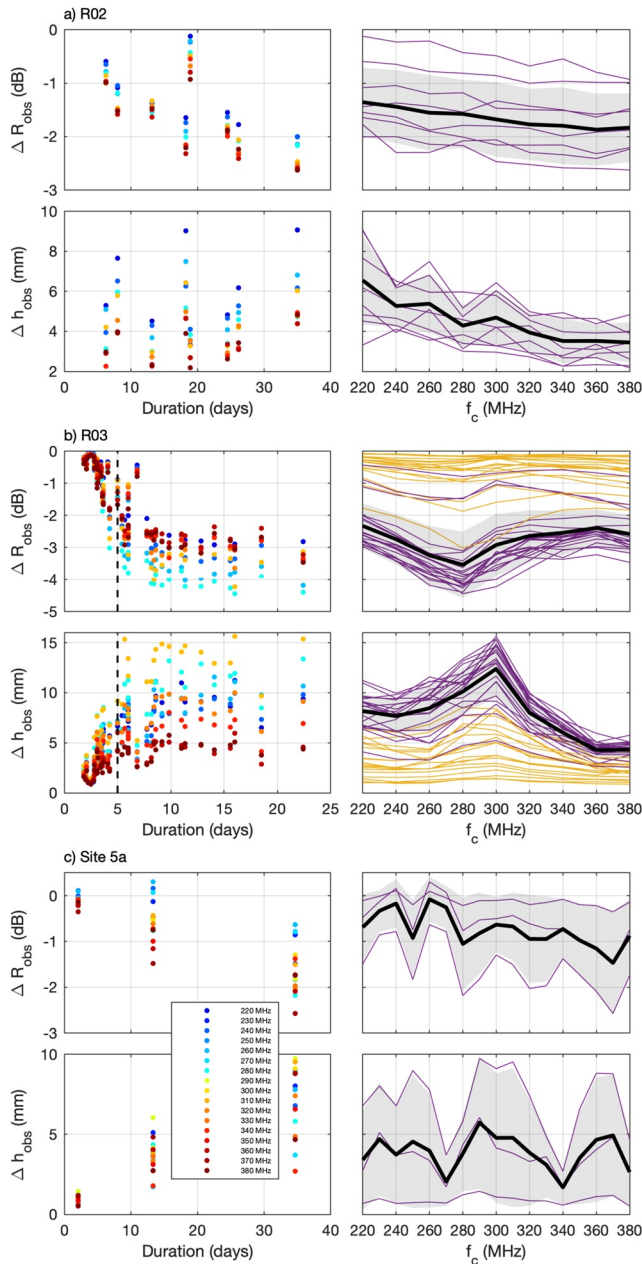 a) R02
0
-1
-2
-3
Δ R_obs (dB)
10
8
6
4
2
Δ h_obs (mm)
0 10 20 30 40
220 240 260 280 300 320 340 360 380
Duration (days)
f_c (MHz)
b) R03
0
-1
-2
-3
-4
-5
Δ R_obs (dB)
15
10
5
0
Δ h_obs (mm)
0 5 10 15 20 25
220 240 260 280 300 320 340 360 380
Duration (days)
f_c (MHz)
c) Site 5a
0
-1
-2
-3
Δ R_obs (dB)
220 MHz
230 MHz
240 MHz
250 MHz
260 MHz
270 MHz
280 MHz
290 MHz
300 MHz
310 MHz
320 MHz
330 MHz
340 MHz
350 MHz
360 MHz
370 MHz
380 MHz
10
5
0
Δ h_obs (mm)
0 10 20 30 40
220 240 260 280 300 320 340 360 380
Duration (days)
f_c (MHz)